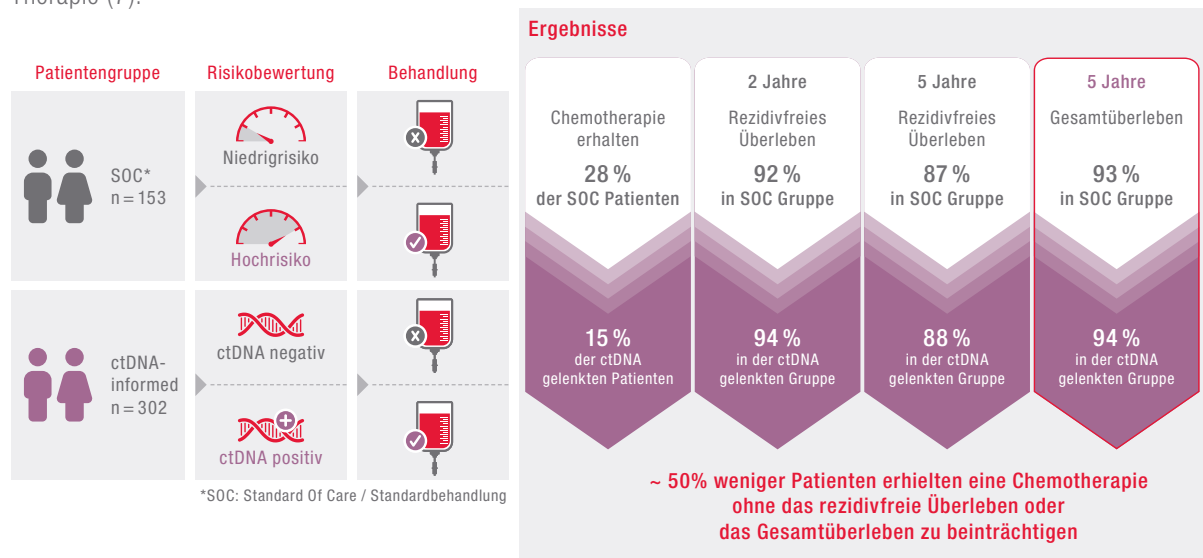 Therapie (7).
Patientengruppe
Risikobewertung
Behandlung
SOC*
n = 153
Niedrigrisiko
Hochrisiko
ctDNA-
informed
n = 302
ctDNA negativ
ctDNA positiv
*SOC: Standard Of Care / Standardbehandlung
Ergebnisse
Chemotherapie
erhalten
28 %
der SOC Patienten
15 %
der ctDNA
gelenkten Patienten
2 Jahre
Rezidivfreies
Überleben
92 %
in SOC Gruppe
94 %
in der ctDNA
gelenkten Gruppe
5 Jahre
Rezidivfreies
Überleben
87 %
in SOC Gruppe
88 %
in der ctDNA
gelenkten Gruppe
5 Jahre
Gesamtüberleben
93 %
in SOC Gruppe
94 %
in der ctDNA
gelenkten Gruppe
~ 50% weniger Patienten erhielten eine Chemotherapie
ohne das rezidivfreie Überleben oder
das Gesamtüberleben zu beinträchtigen